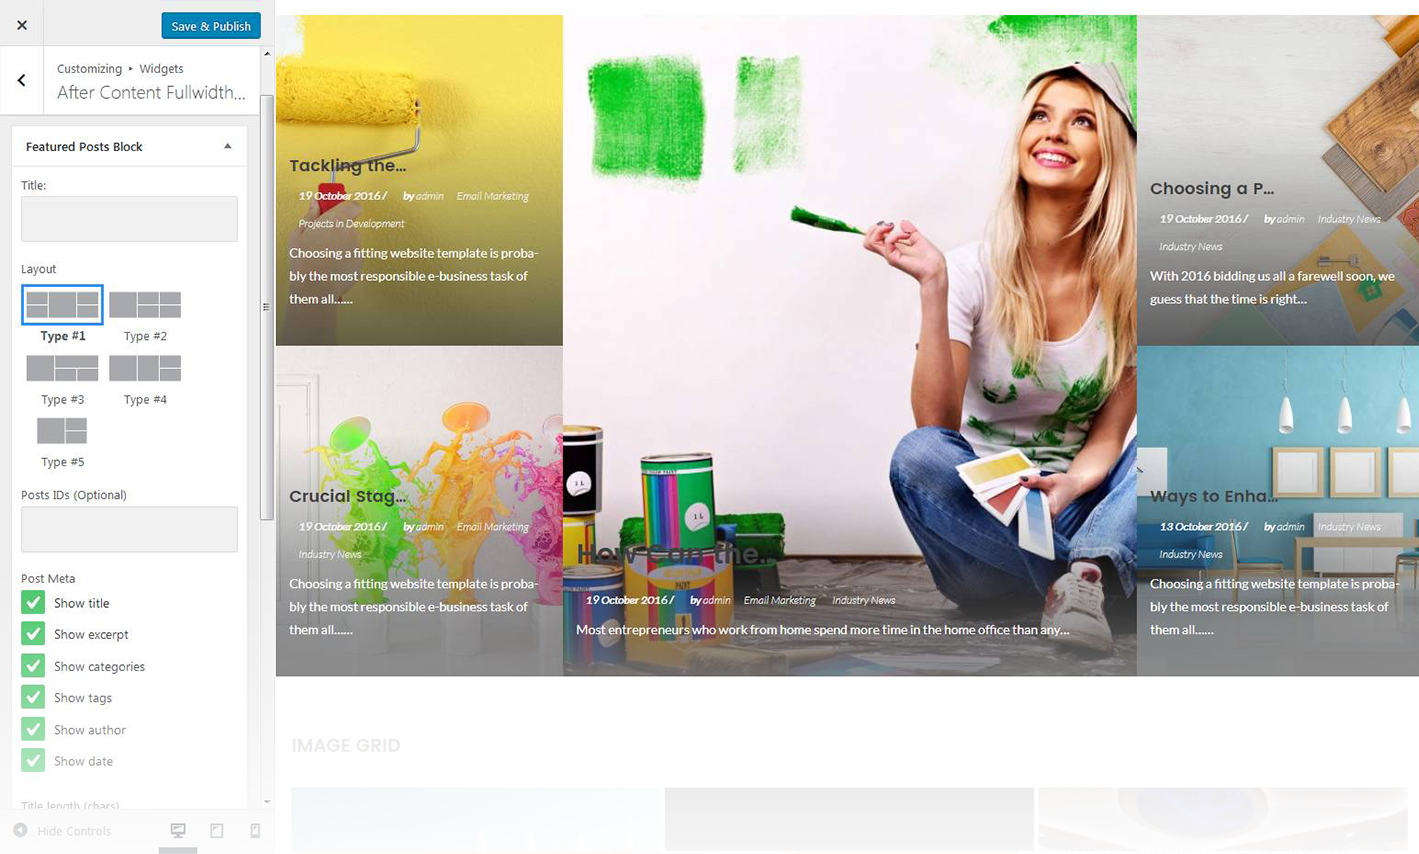 Save & Publish
Customizing ▸ Widgets
After Content Fullwidth...
Featured Posts Block
Title:
Layout
Type #1
Type #2
Type #3
Type #4
Type #5
Posts IDs (Optional)
Post Meta
Show title
Show excerpt
Show categories
Show tags
Show author
Show date
Title length (chars)
Hide Controls
Tackling the...
19 October 2016 / by admin Email Marketing
Projects in Development
Choosing a fitting website template is proba-
bly the most responsible e-business task of
them all......
Crucial Stag...
19 October 2016 / by admin Email Marketing
Industry News
Choosing a fitting website template is proba-
bly the most responsible e-business task of
them all......
How Can the...
19 October 2016 / by admin Email Marketing Industry News
Most entrepreneurs who work from home spend more time in the home office than any...
Choosing a P...
19 October 2016 / by admin Industry News
Industry News
With 2016 bidding us all a farewell soon, we
guess that the time is right...
Ways to Enha...
13 October 2016 / by admin Industry News
Industry News
Choosing a fitting website template is proba-
bly the most responsible e-business task of
them all......
IMAGE GRID